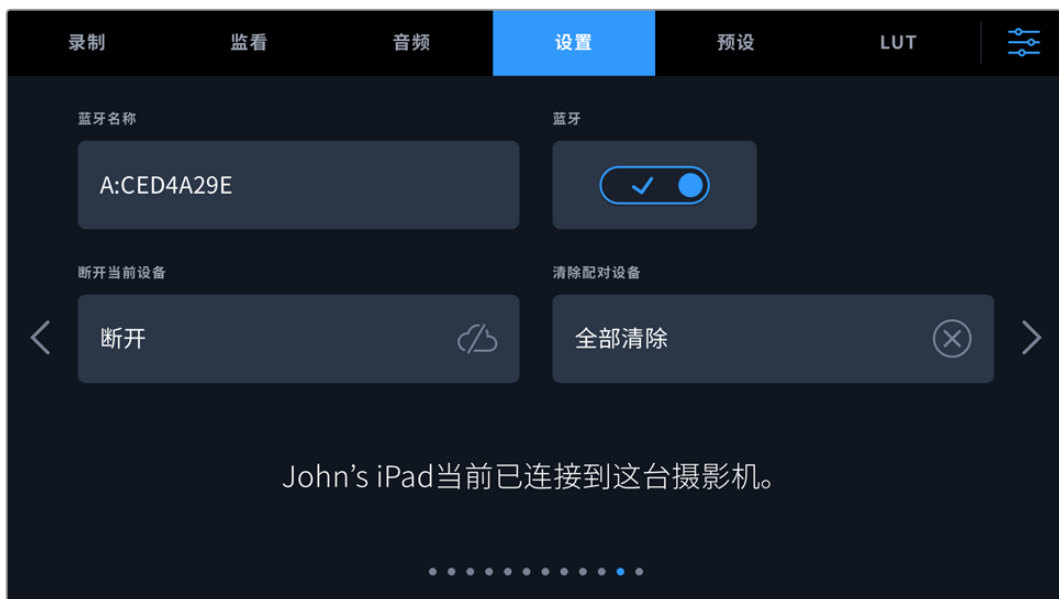 录制 监看 音频 设置 预设 LUT
蓝牙名称 蓝牙
A:CED4A29E
断开当前设备 清除配对设备
断开 全部清除
John’s iPad当前已连接到这台摄影机。